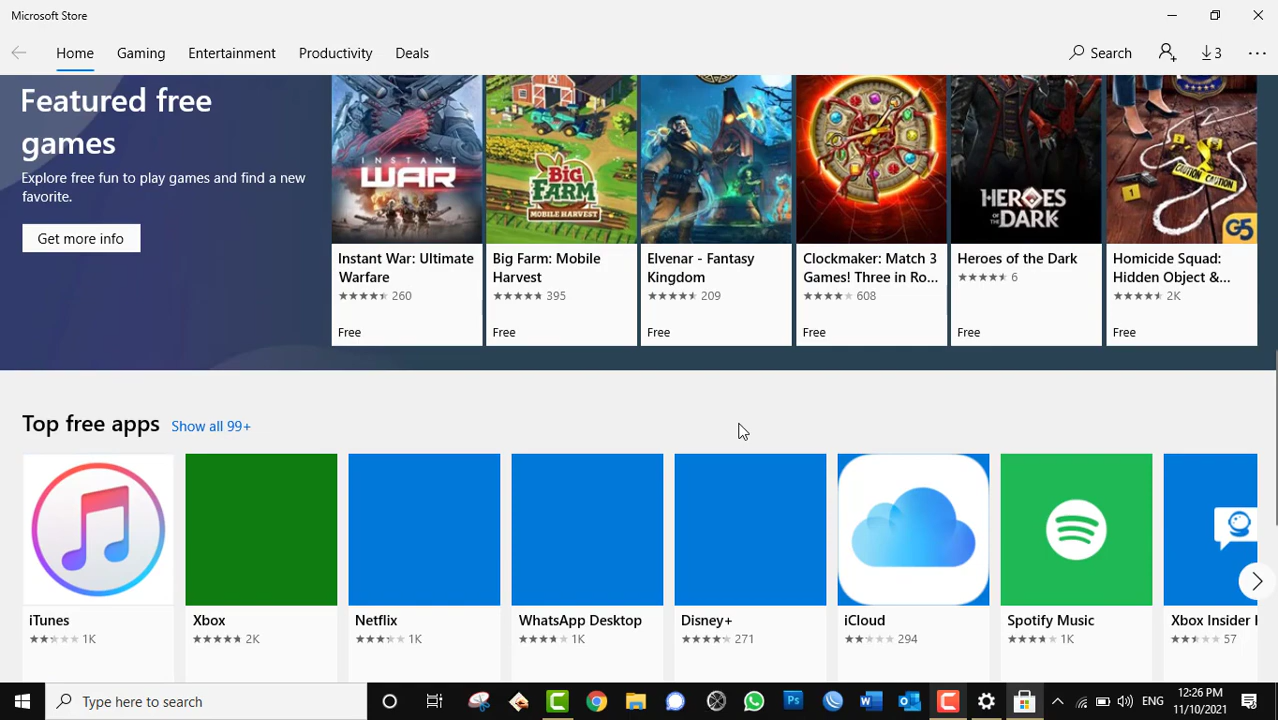 Microsoft Store
Home
Gaming
Entertainment
Productivity
Deals
Search
3
Featured free
games
Explore free fun to play games and find a new
favorite.
Get more info
INSTANT
WAR
BIG
FARM
MOBILE HARVEST
HEROES
OF THE
DARK
CAUTION
CAUTION
1
2
G5
Instant War: Ultimate
Warfare
260
Free
Big Farm: Mobile
Harvest
395
Free
Elvenar - Fantasy
Kingdom
209
Free
Clockmaker: Match 3
Games! Three in Ro...
608
Free
Heroes of the Dark
6
Free
Homicide Squad:
Hidden Object &...
2K
Free
Top free apps
Show all 99+
iTunes
1K
Xbox
2K
Netflix
1K
WhatsApp Desktop
1K
Disney+
271
iCloud
294
Spotify Music
1K
Xbox Insider
57
Type here to search
Ps
ENG
12:26 PM
11/10/2021